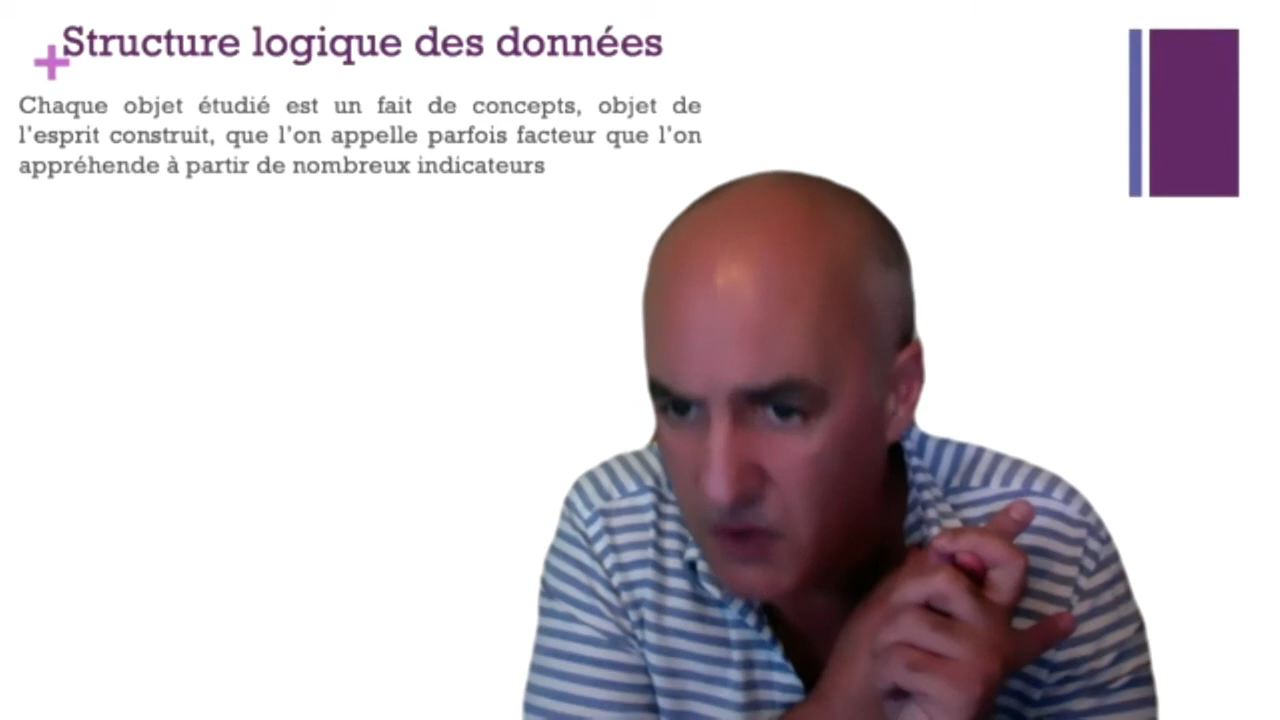 Structure logique des données
Chaque objet étudié est un fait de concepts, objet de
l'esprit construit, que l'on appelle parfois facteur que l'on
appréhende à partir de nombreux indicateurs